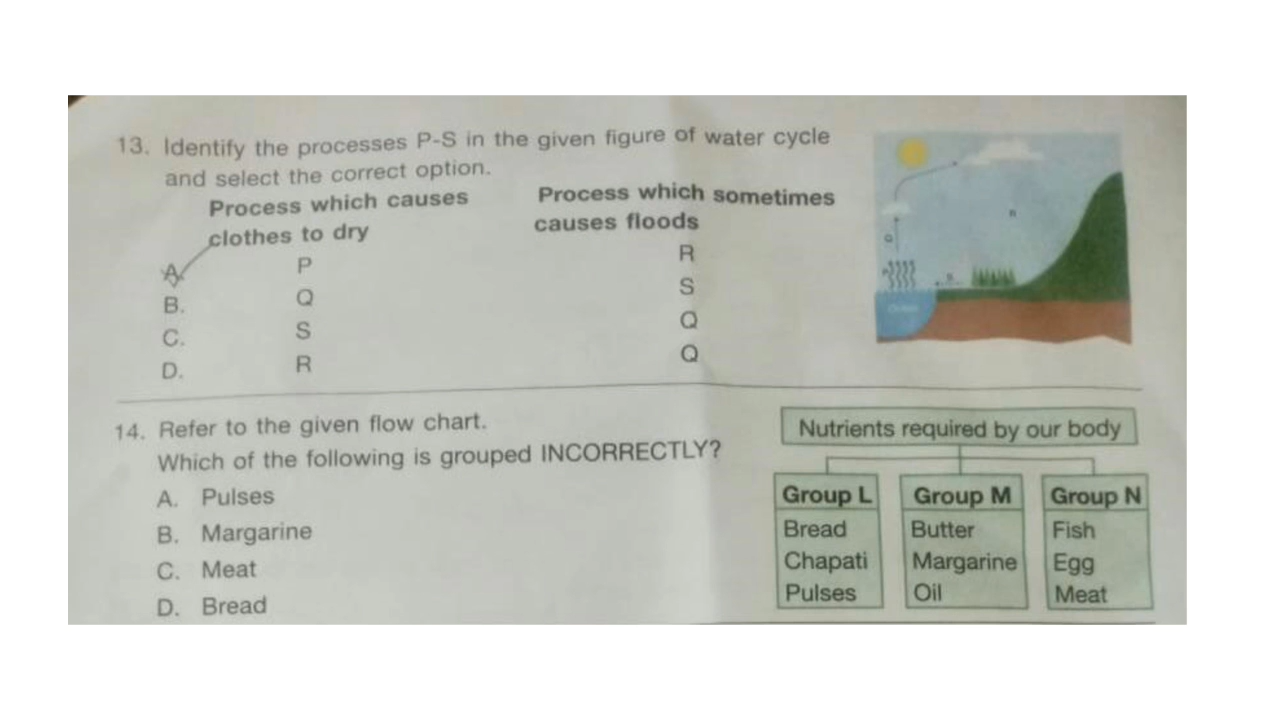 13. Identify the processes P-S in the given figure of water cycle
and select the correct option.
Process which causes clothes to dry
Process which sometimes causes floods
A. P R
B. Q S
C. S Q
D. R Q
Q
R
Ocean
14. Refer to the given flow chart.
Which of the following is grouped INCORRECTLY?
A. Pulses
B. Margarine
C. Meat
D. Bread
Nutrients required by our body
Group L Group M Group N
Bread Butter Fish
Chapati Margarine Egg
Pulses Oil Meat